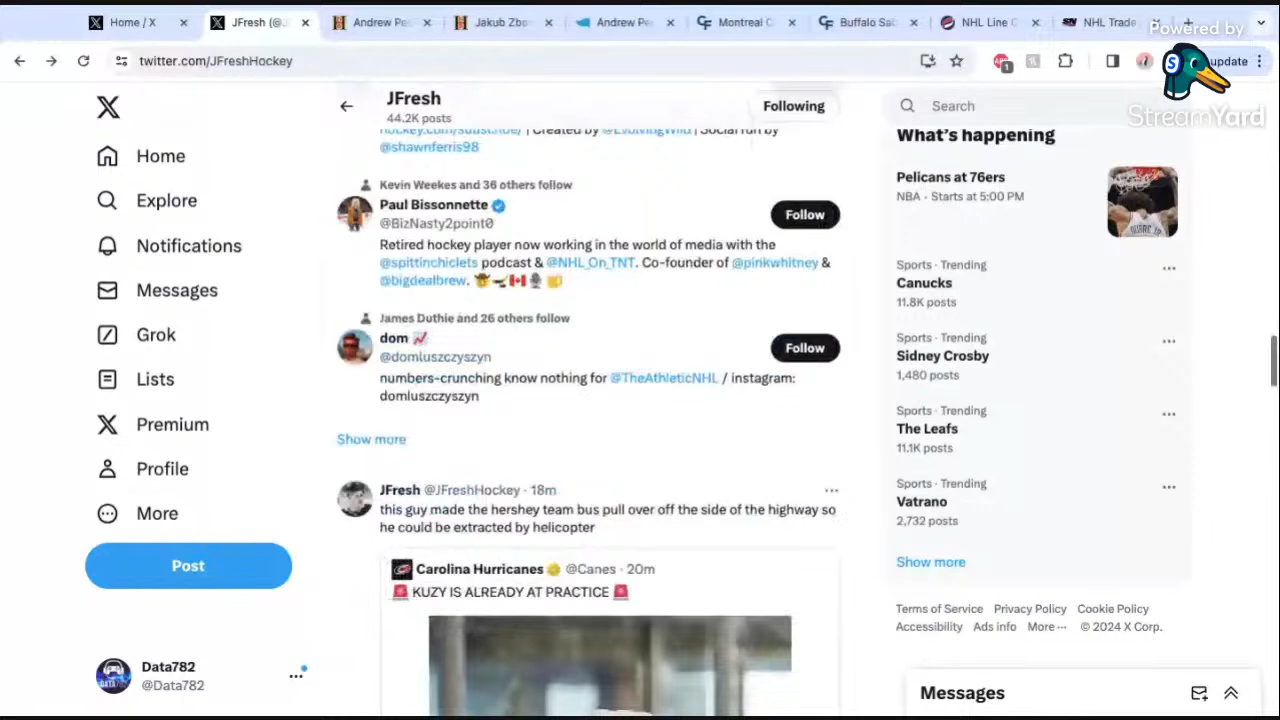 Home / X
JFresh (@J
Andrew Pe
Jakub Zbo
Andrew Pe
Montreal C
Buffalo Sab
NHL Line C
NHL Trade
Powered by
StreamYard
twitter.com/JFreshHockey
update
Home
Explore
Notifications
Messages
Grok
Lists
Premium
Profile
More
Post
Data782
@Data782
JFresh
44.2K posts
Following
hockey.com/subscribe/ | Created by @EvolvingWild | Social run by
@shawnferris98
Kevin Weekes and 36 others follow
Paul Bissonnette
@BizNasty2point0
Follow
Retired hockey player now working in the world of media with the
@spittinchiclets podcast & @NHL_On_TNT. Co-founder of @pinkwhitney &
@bigdealbrew. 🤠🛩🇨🇦🎙🍺
James Duthie and 26 others follow
dom 📈
@domluszczyszyn
Follow
numbers-crunching know nothing for @TheAthleticNHL / instagram:
domluszczyszyn
Show more
JFresh @JFreshHockey · 18m
this guy made the hershey team bus pull over off the side of the highway so
he could be extracted by helicopter
Carolina Hurricanes @Canes · 20m
🚨 KUZY IS ALREADY AT PRACTICE 🚨
Search
What's happening
Pelicans at 76ers
NBA · Starts at 5:00 PM
Sports · Trending
Canucks
11.8K posts
Sports · Trending
Sidney Crosby
1,480 posts
Sports · Trending
The Leafs
11.1K posts
Sports · Trending
Vatrano
2,732 posts
Show more
Terms of Service Privacy Policy Cookie Policy
Accessibility Ads info More ··· © 2024 X Corp.
Messages